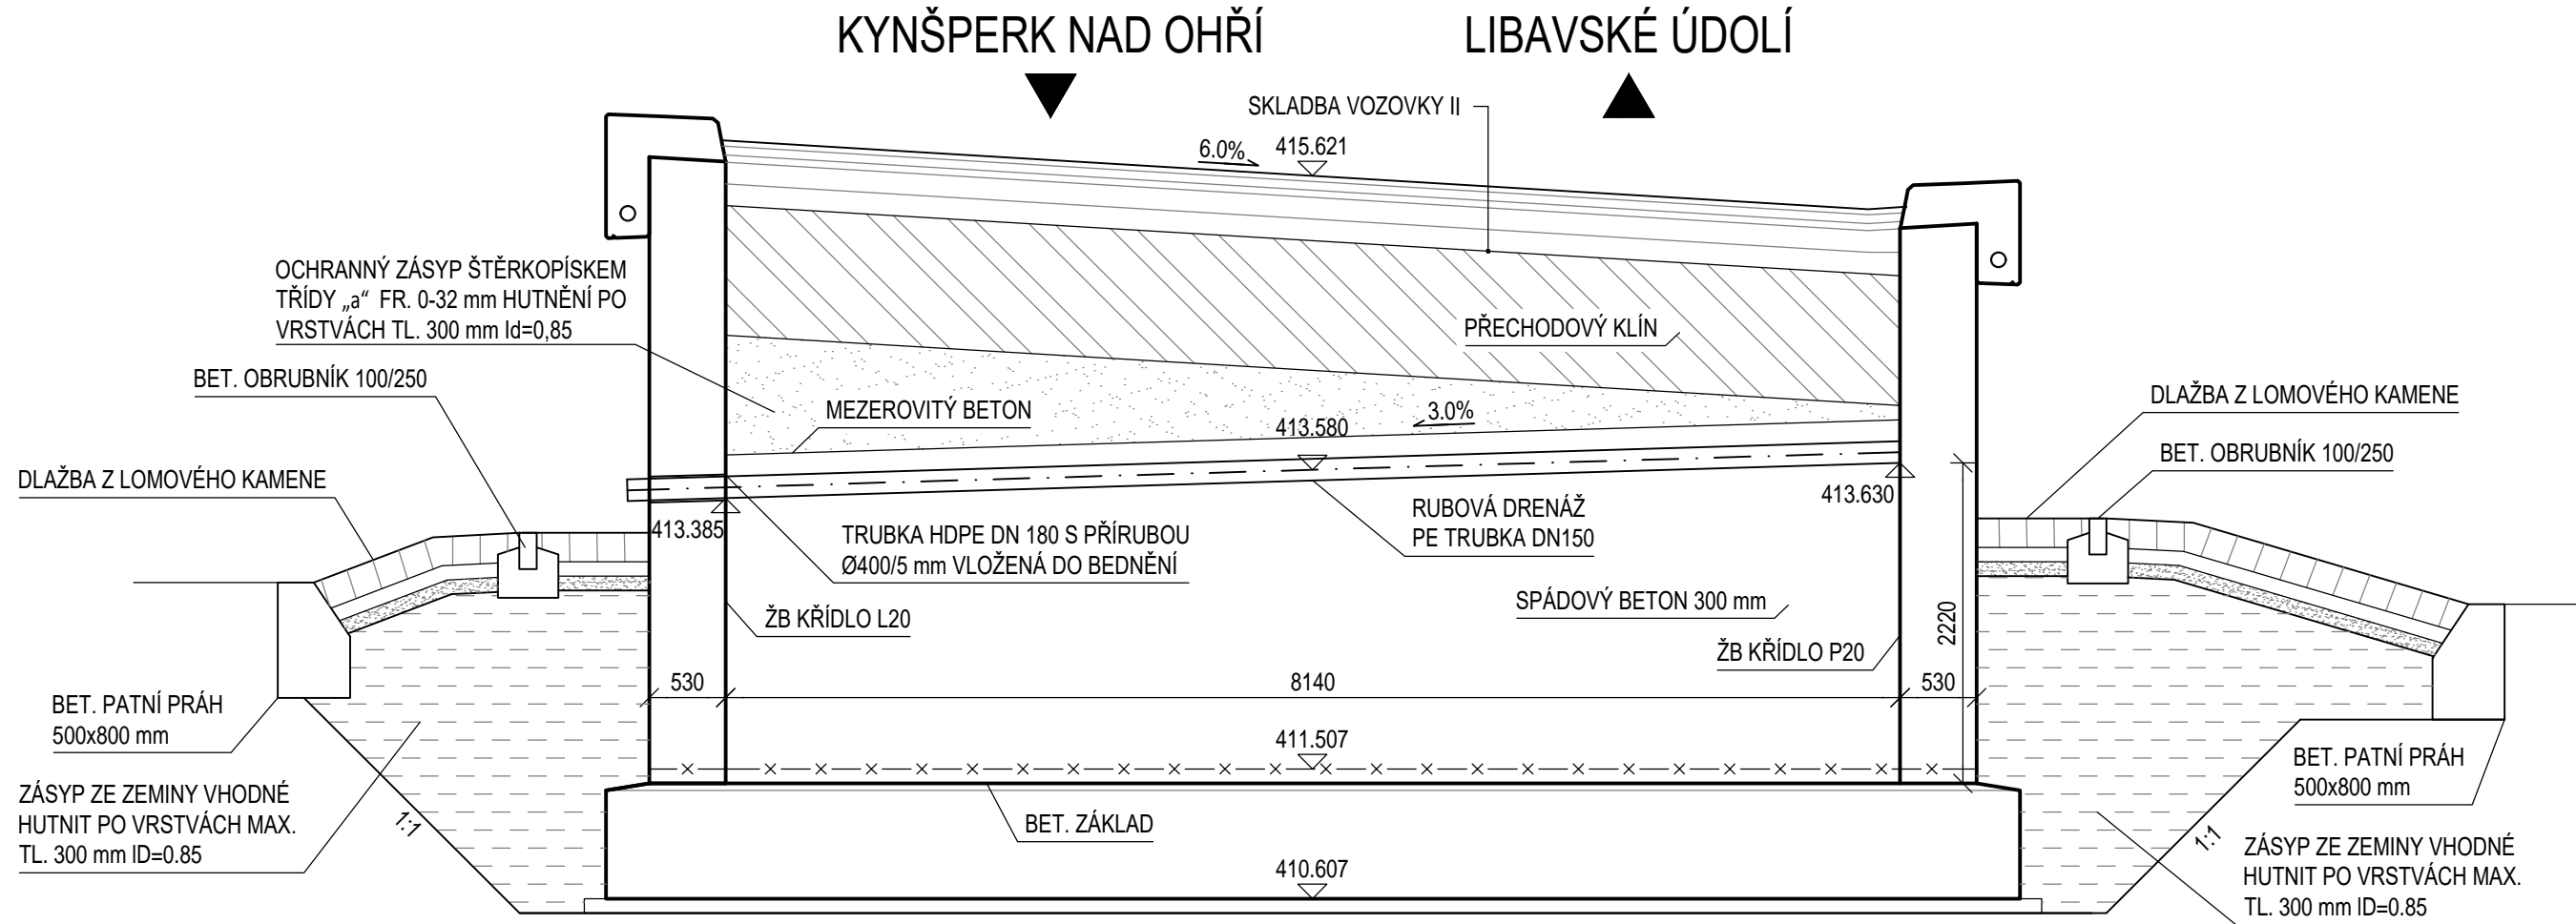 KYNŠPERK NAD OHŘÍ
LIBAVSKÉ ÚDOLÍ
SKLADBA VOZOVKY II
6.0%
415.621
OCHRANNÝ ZÁSYP ŠTĚRKOPÍSKEM
TŘÍDY „a“ FR. 0-32 mm HUTNĚNÍ PO
VRSTVÁCH TL. 300 mm Id=0,85
PŘECHODOVÝ KLÍN
BET. OBRUBNÍK 100/250
MEZEROVITÝ BETON
3.0%
413.580
DLAŽBA Z LOMOVÉHO KAMENE
BET. OBRUBNÍK 100/250
DLAŽBA Z LOMOVÉHO KAMENE
413.385
413.630
TRUBKA HDPE DN 180 S PŘÍRUBOU
Ø400/5 mm VLOŽENÁ DO BEDNĚNÍ
RUBOVÁ DRENÁŽ
PE TRUBKA DN150
SPÁDOVÝ BETON 300 mm
ŽB KŘÍDLO L20
ŽB KŘÍDLO P20
2220
530
8140
530
BET. PATNÍ PRÁH
500x800 mm
411.507
BET. PATNÍ PRÁH
500x800 mm
ZÁSYP ZE ZEMINY VHODNÉ
HUTNIT PO VRSTVÁCH MAX.
TL. 300 mm ID=0.85
1:1
BET. ZÁKLAD
410.607
1:1
ZÁSYP ZE ZEMINY VHODNÉ
HUTNIT PO VRSTVÁCH MAX.
TL. 300 mm ID=0.85